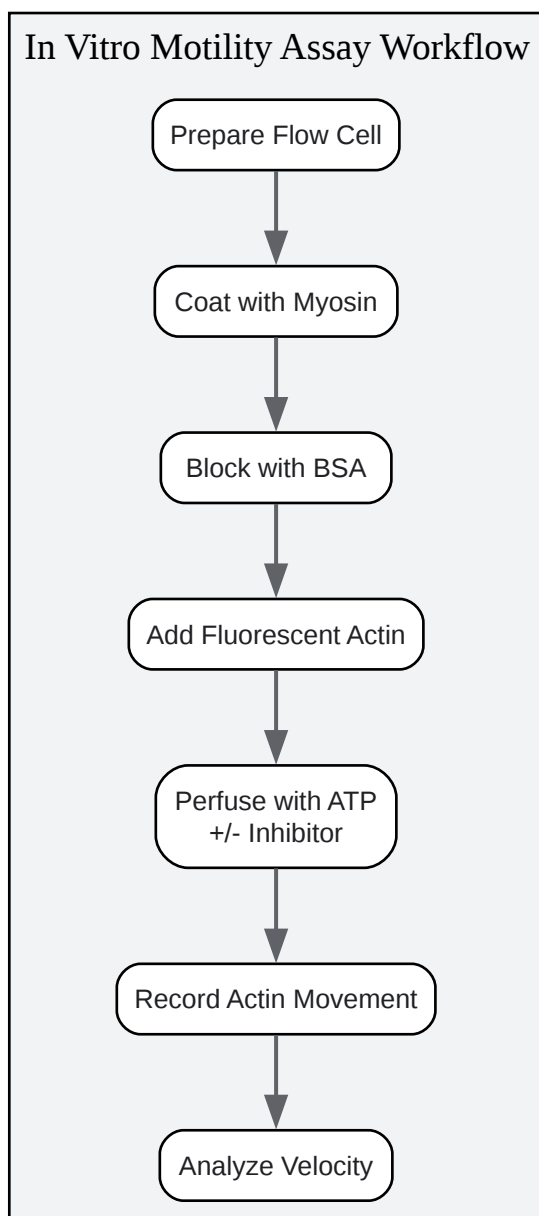 In Vitro Motility Assay Workflow
Prepare Flow Cell
Coat with Myosin
Block with BSA
Add Fluorescent Actin
Perfuse with ATP
+/- Inhibitor
Record Actin Movement
Analyze Velocity